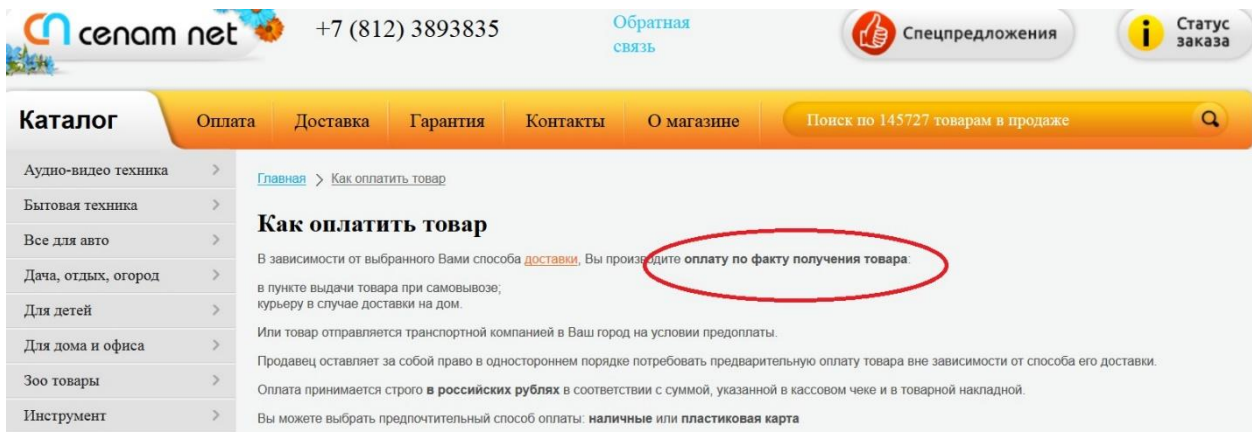 cenam net
+7 (812) 3893835
Обратная
связь
Спецпредложения
Статус
заказа
Каталог
Оплата
Доставка
Гарантия
Контакты
О магазине
Поиск по 145727 товарам в продаже
Аудио-видео техника
Бытовая техника
Все для авто
Дача, отдых, огород
Для детей
Для дома и офиса
Зоо товары
Инструмент
Главная > Как оплатить товар
Как оплатить товар
В зависимости от выбранного Вами способа доставки, Вы производите оплату по факту получения товара:
в пункте выдачи товара при самовывозе;
курьеру в случае доставки на дом.
Или товар отправляется транспортной компанией в Ваш город на условии предоплаты.
Продавец оставляет за собой право в одностороннем порядке потребовать предварительную оплату товара вне зависимости от способа его доставки.
Оплата принимается строго в российских рублях в соответствии с суммой, указанной в кассовом чеке и в товарной накладной.
Вы можете выбрать предпочтительный способ оплаты: наличные или пластиковая карта